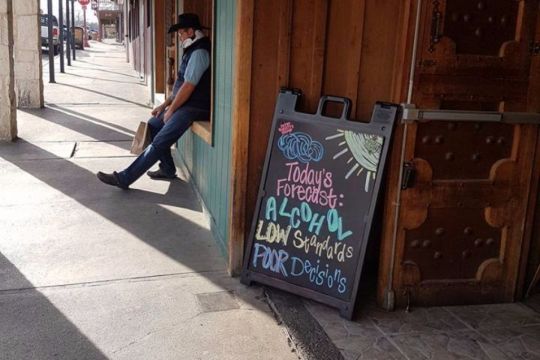 Today's
Forecast:
ALCOHOL
LOW Standards
POOR Decisions